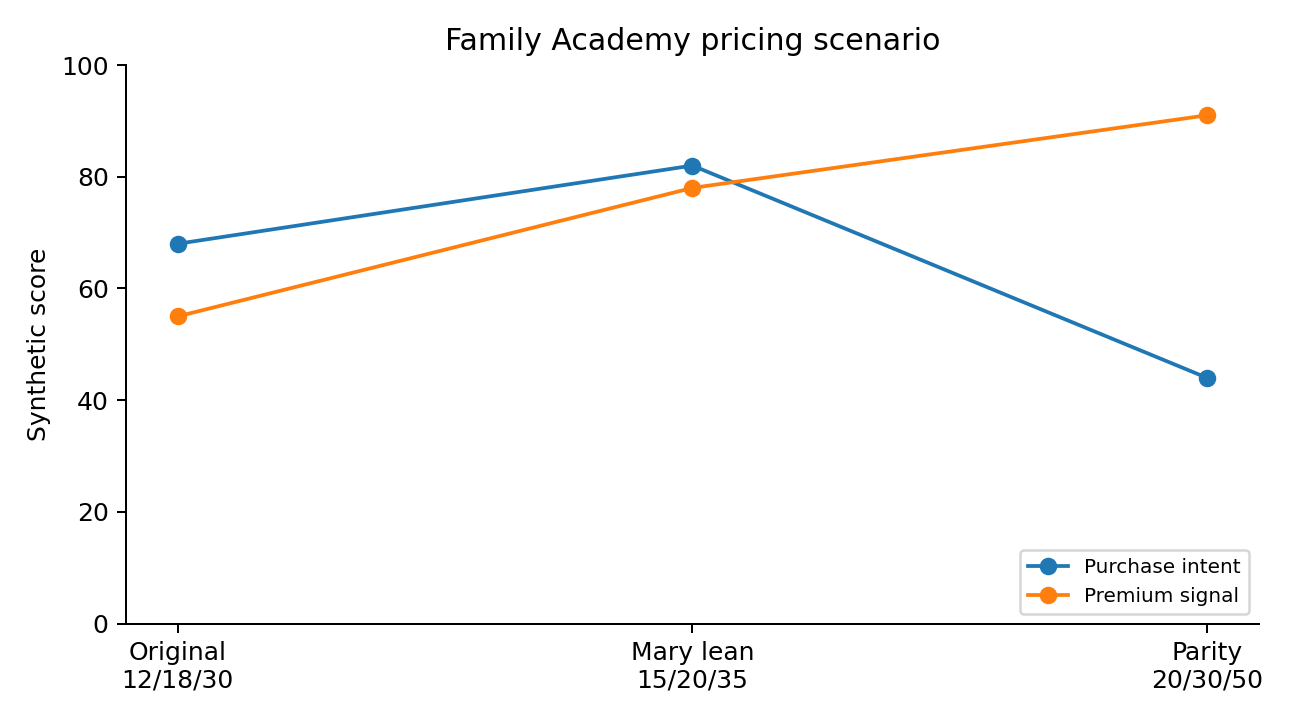 Family Academy pricing scenario
100
80
60
40
20
0
Synthetic score
Purchase intent
Premium signal
Original
12/18/30
Mary lean
15/20/35
Parity
20/30/50